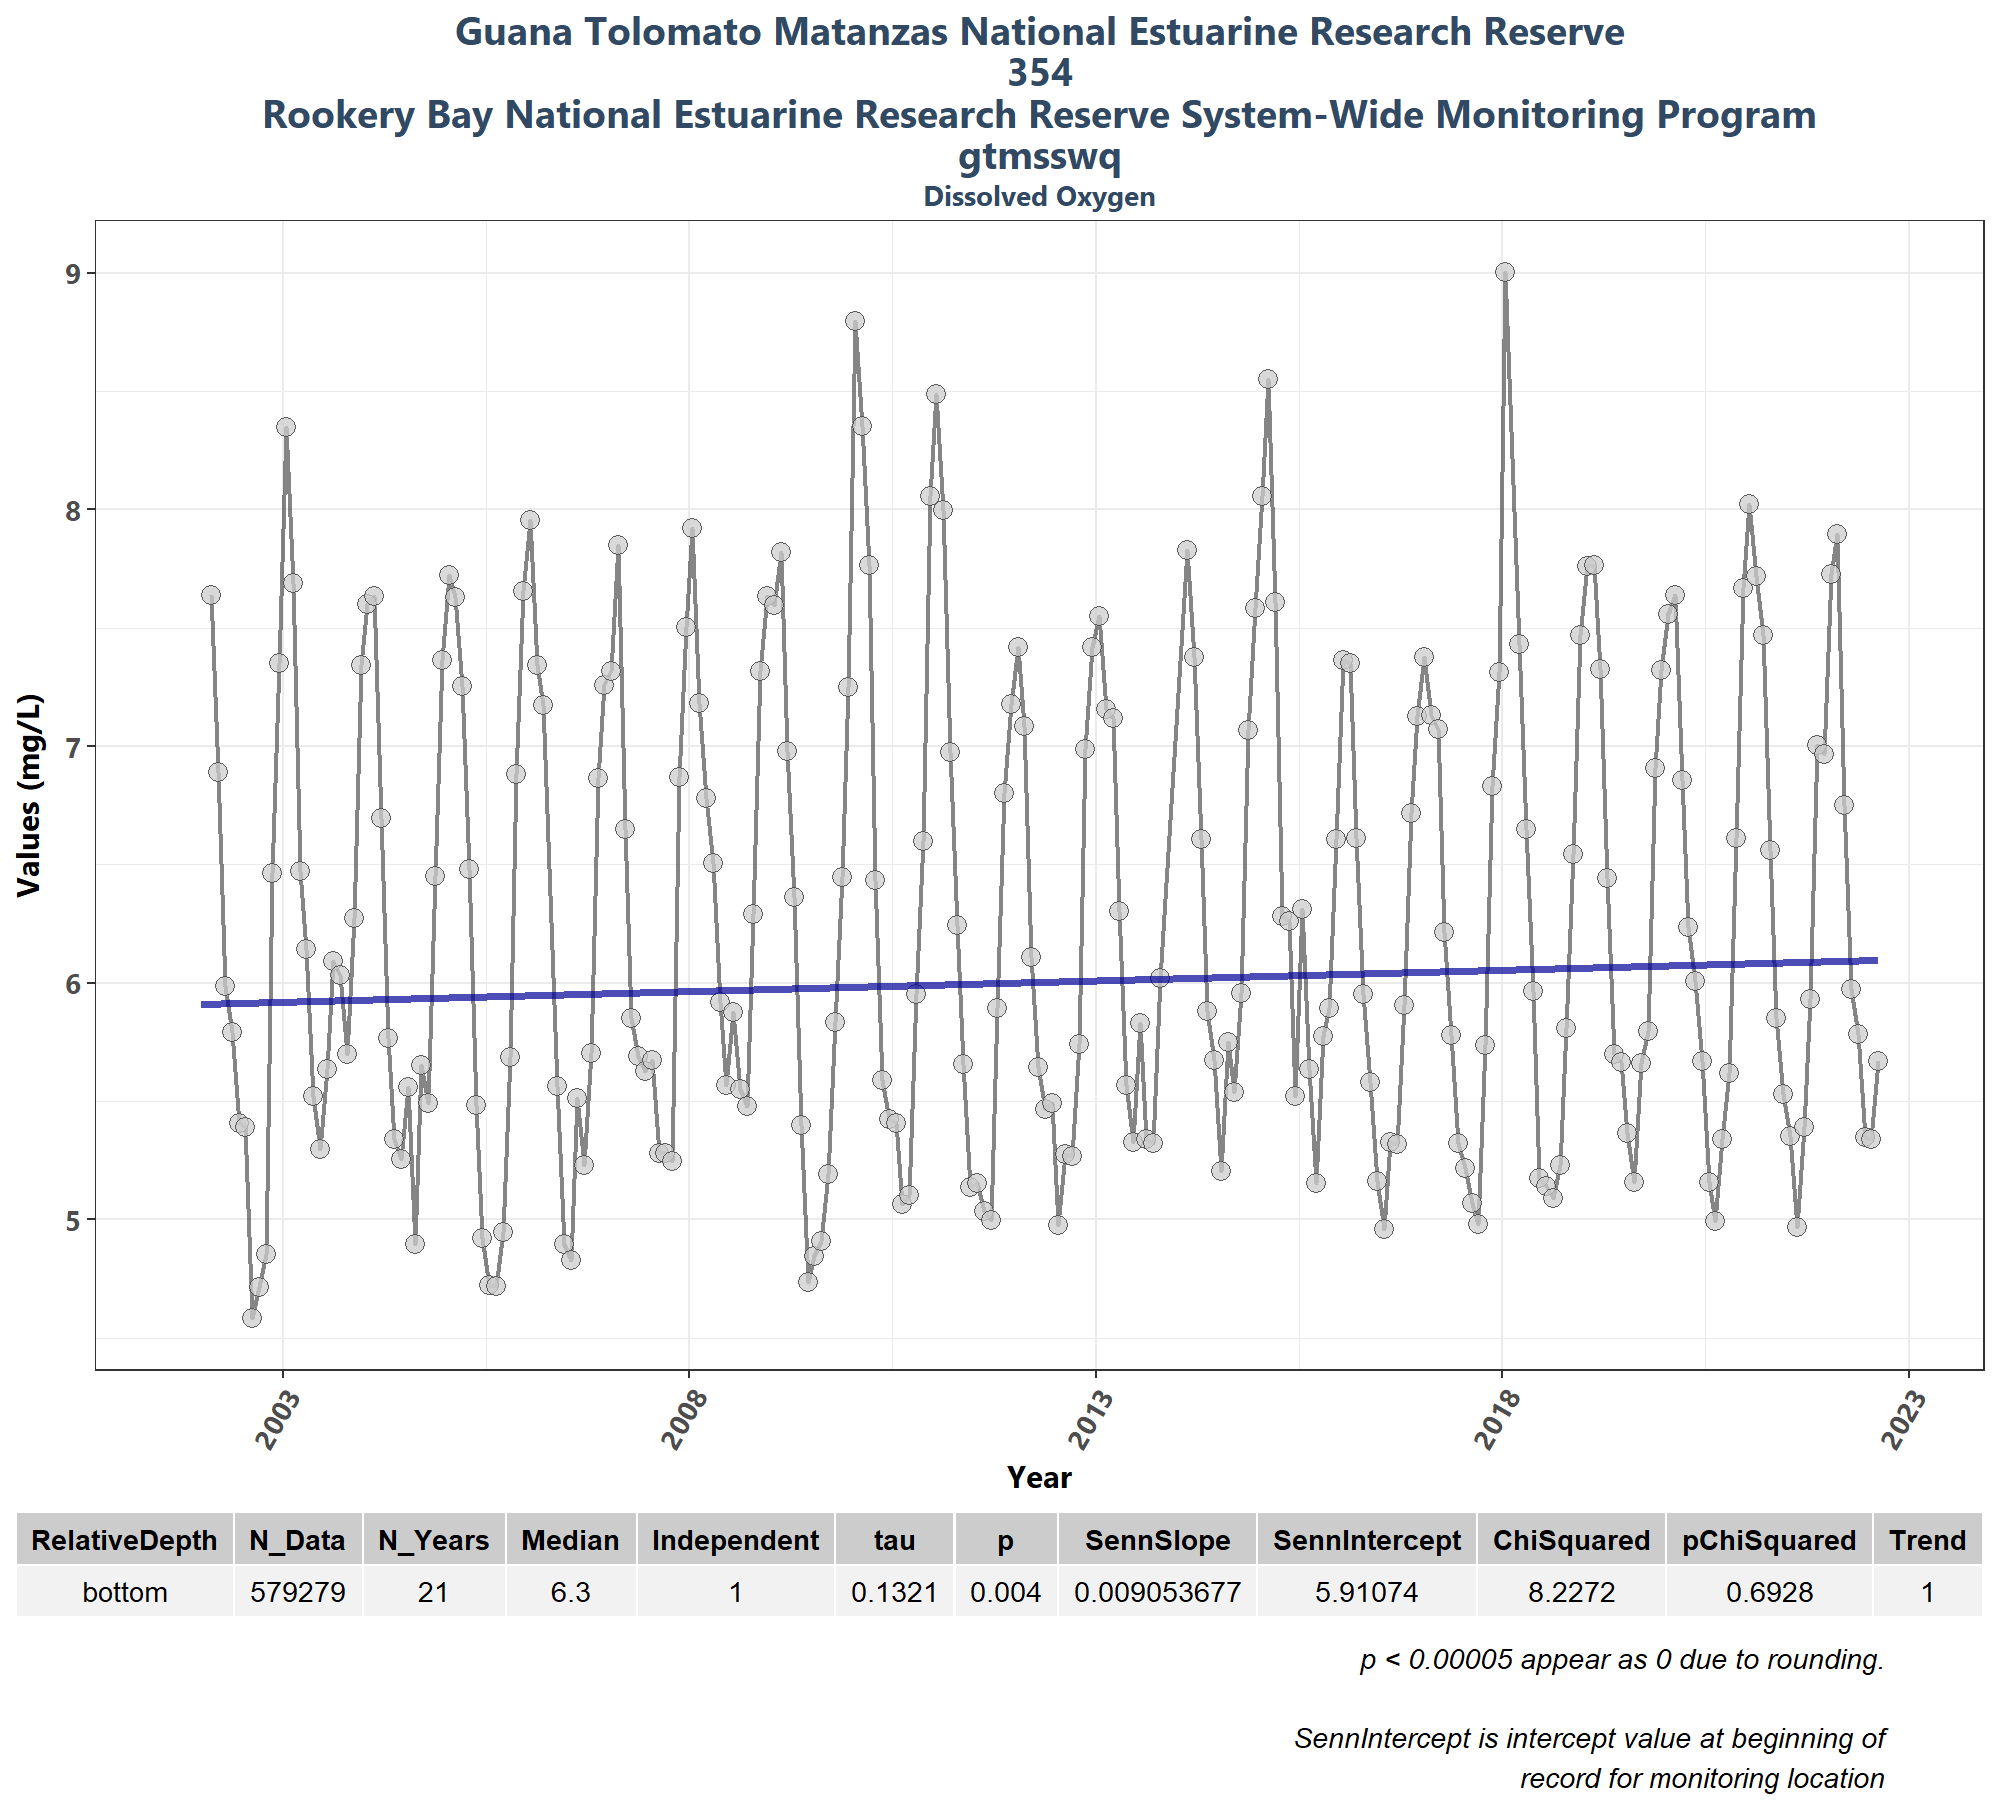 Guana Tolomato Matanzas National Estuarine Research Reserve
354
Rookery Bay National Estuarine Research Reserve System-Wide Monitoring Program
gtmsswq
Dissolved Oxygen
9
8
7
6
5
Values (mg/L)
2003 2008 2013 2018 2023
Year
RelativeDepth N_Data N_Years Median Independent tau p SennSlope SennIntercept ChiSquared pChiSquared Trend
bottom 579279 21 6.3 1 0.1321 0.004 0.009053677 5.91074 8.2272 0.6928 1
p < 0.00005 appear as 0 due to rounding.
SennIntercept is intercept value at beginning of
record for monitoring location